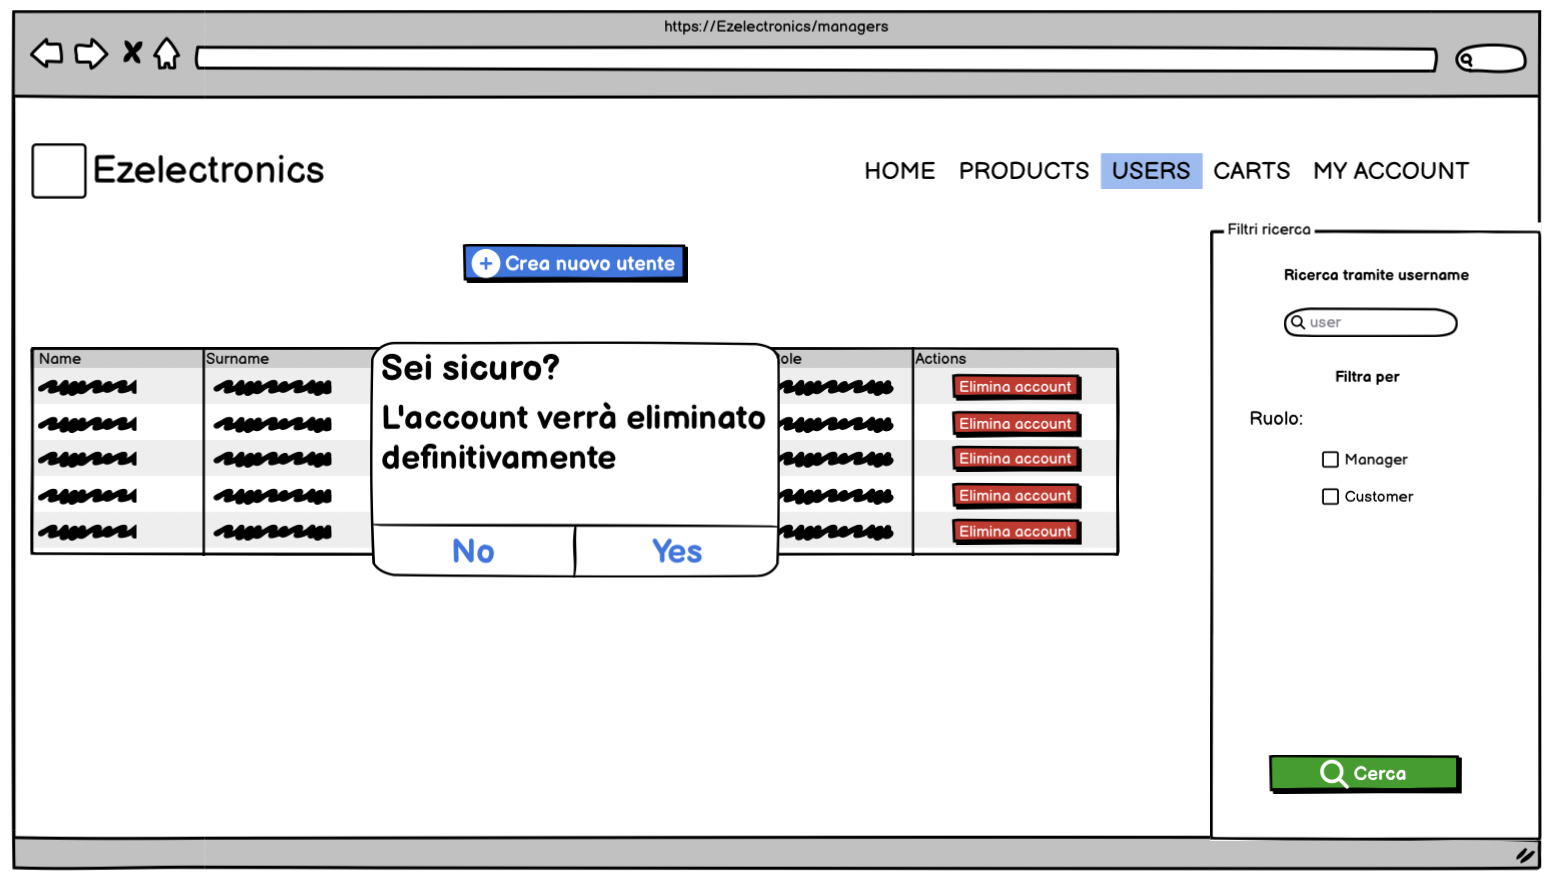 https://Ezelectronics/managers
Ezelectronics
HOME PRODUCTS USERS CARTS MY ACCOUNT
Crea nuovo utente
Name Surname Actions
Elimina account
Elimina account
Elimina account
Elimina account
Elimina account
Sei sicuro?
L'account verrà eliminato
definitivamente
No Yes
Filtri ricerca
Ricerca tramite username
user
Filtra per
Ruolo:
Manager
Customer
Cerca